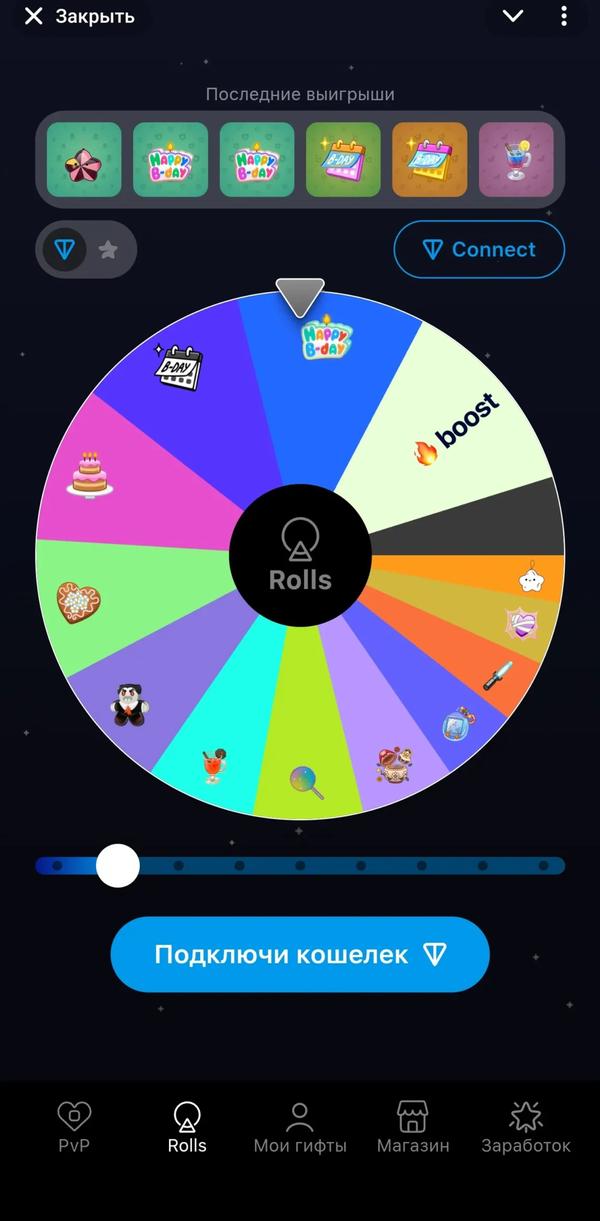 Закрыть
Последние выигрыши
HAPPY B-dAY
HAPPY B-dAY
B-DAY
B-DAY
Connect
HAPPY
B-dAY
B-DAY
boost
Rolls
Подключи кошелек
PvP
Rolls
Мои гифты
Магазин
Заработок